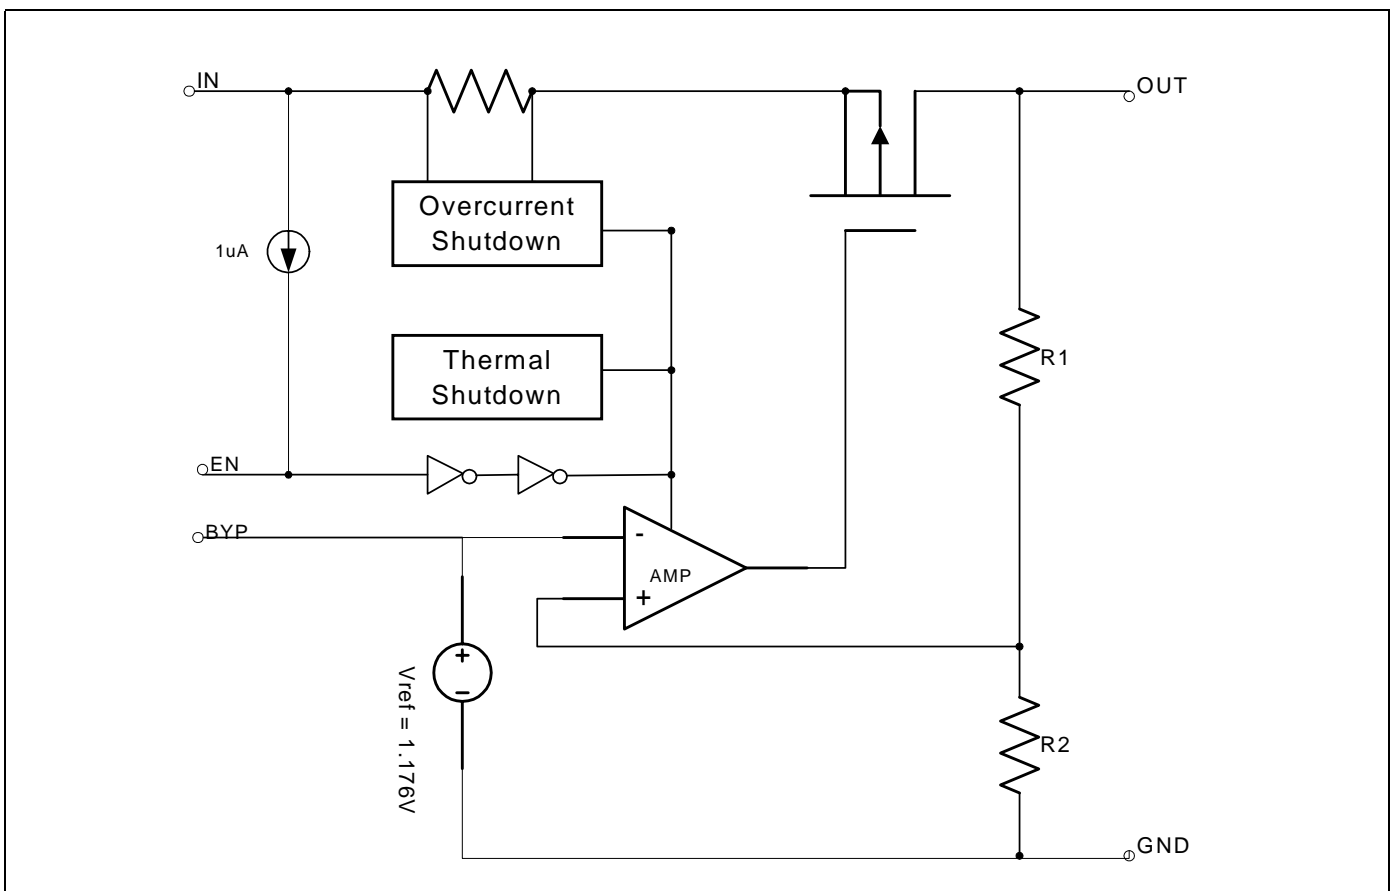 IN
OUT
Overcurrent
Shutdown
1uA
Thermal
Shutdown
R1
EN
BYP
-
AMP
+
+
−
Vref = 1.176V
R2
GND